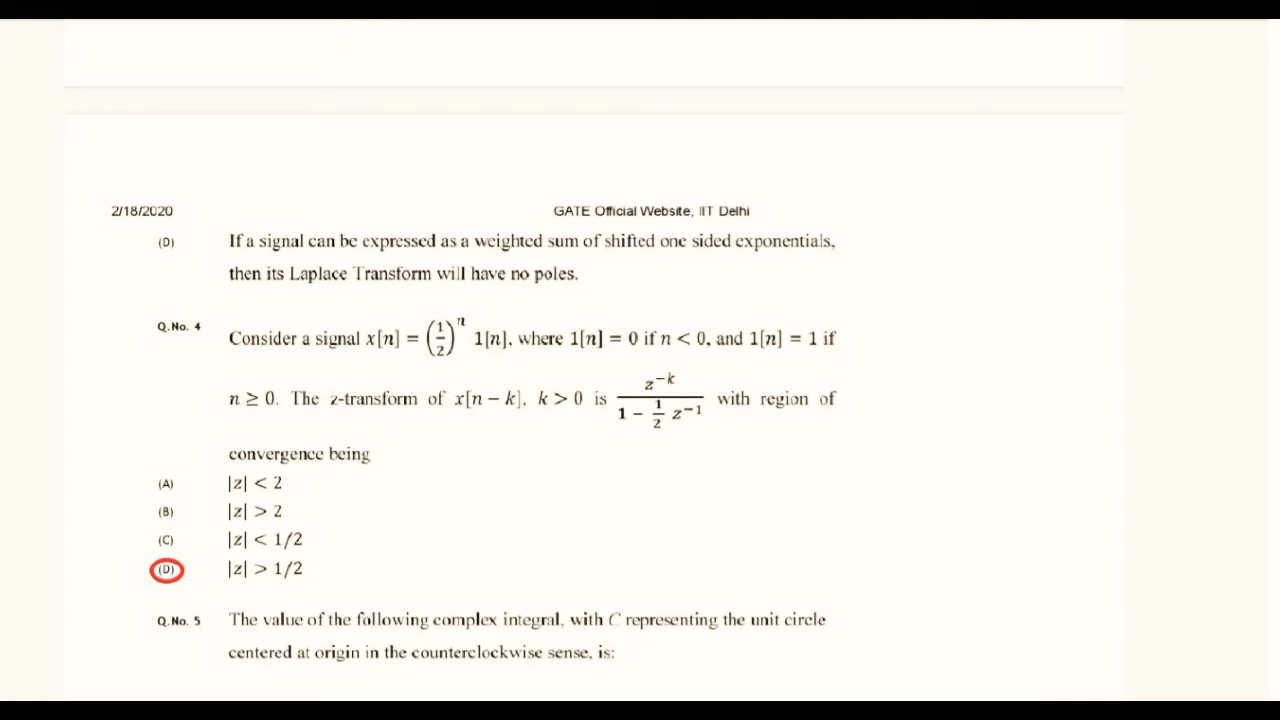 2/18/2020 GATE Official Website, IIT Delhi
(D) If a signal can be expressed as a weighted sum of shifted one sided exponentials,
then its Laplace Transform will have no poles.
Q.No. 4 Consider a signal x[n] = (1/2)^n 1[n], where 1[n] = 0 if n < 0, and 1[n] = 1 if
n ≥ 0. The z-transform of x[n − k], k > 0 is z^−k / (1 − 1/2 z^−1) with region of
convergence being
(A) |z| < 2
(B) |z| > 2
(C) |z| < 1/2
(D) |z| > 1/2
Q.No. 5 The value of the following complex integral, with C representing the unit circle
centered at origin in the counterclockwise sense, is: